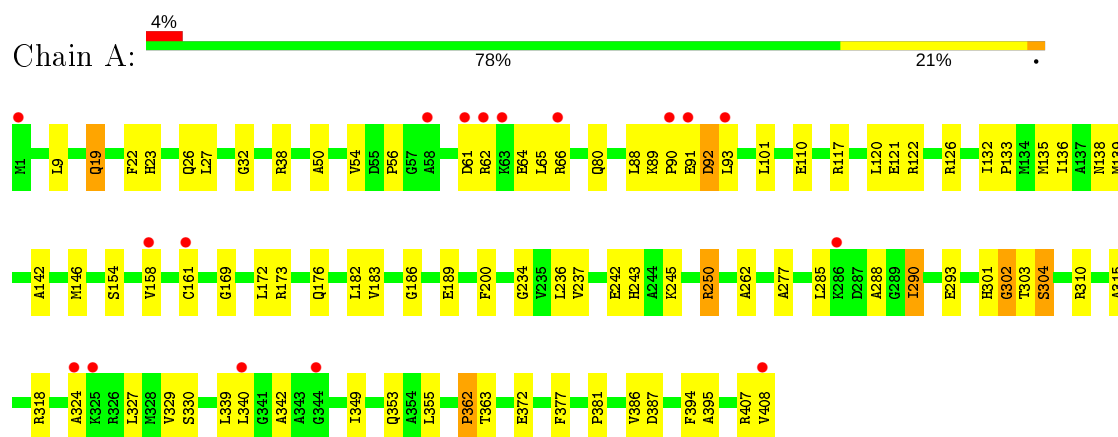 4%
Chain A:
78% 21% •
M1 L9 Q19 F22 H23 Q26 L27 G32 R38 A50 V54 D55 P56 G57 A58 D61 R62 K63 E64 L65 R66 Q80 L88 K89 P90 E91 D92 L93 L101 E110 R117 L120 E121 R122 R126 I132 P133 M134 M135 I136 A137 N138 M139
A142 M146 S154 V158 C161 G169 L172 R173 Q176 L182 V183 G186 E189 F200 G234 V235 L236 V237 E242 H243 A244 K245 R250 A262 A277 L285 K286 D287 A288 G289 I290 E293 H301 G302 T303 S304 R310 A315
R318 A324 K325 R326 L327 M328 V329 S330 L339 L340 G341 A342 A343 G344 I349 Q353 A354 L355 P362 T363 E372 F377 P381 V386 D387 F394 A395 R407 V408